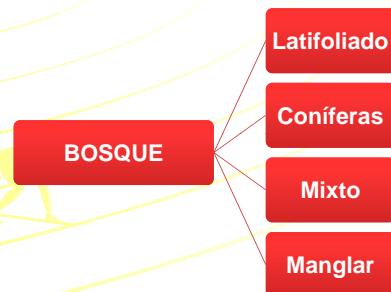 BOSQUE
Latifoliado
Coníferas
Mixto
Manglar